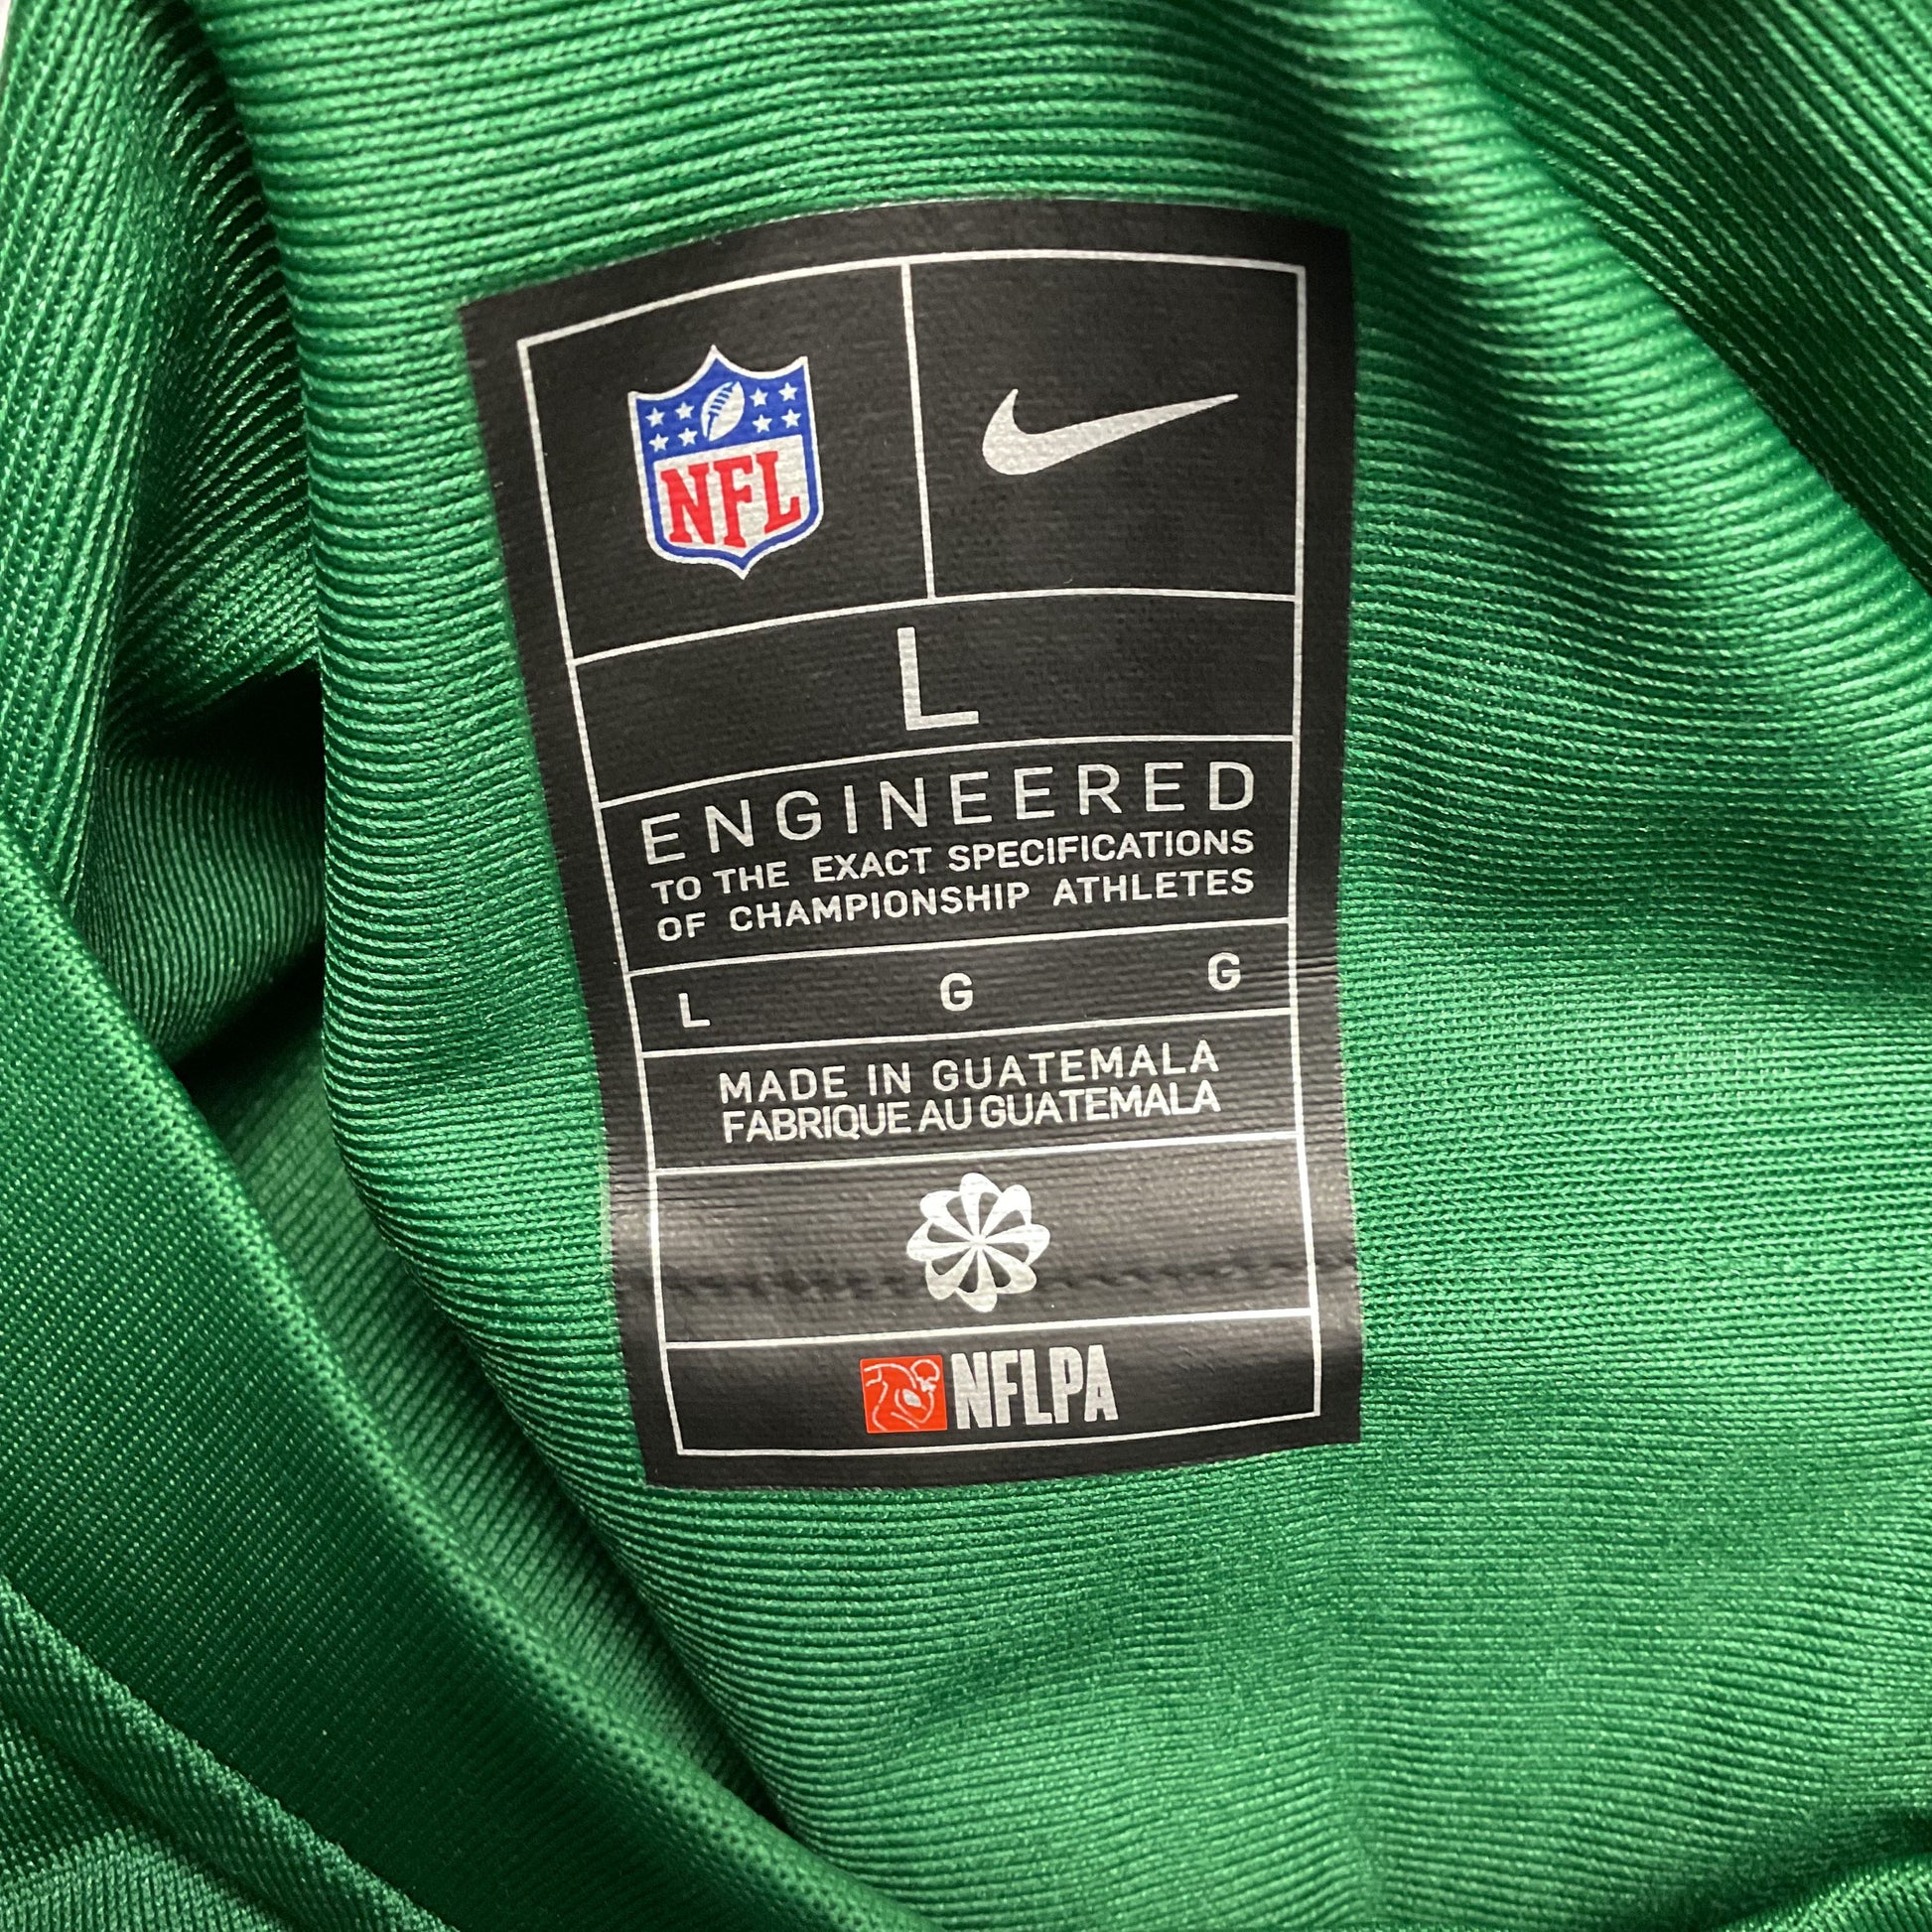 NFL
L
ENGINEERED
TO THE EXACT SPECIFICATIONS
OF CHAMPIONSHIP ATHLETES
L G G
MADE IN GUATEMALA
FABRIQUE AU GUATEMALA
NFLPA